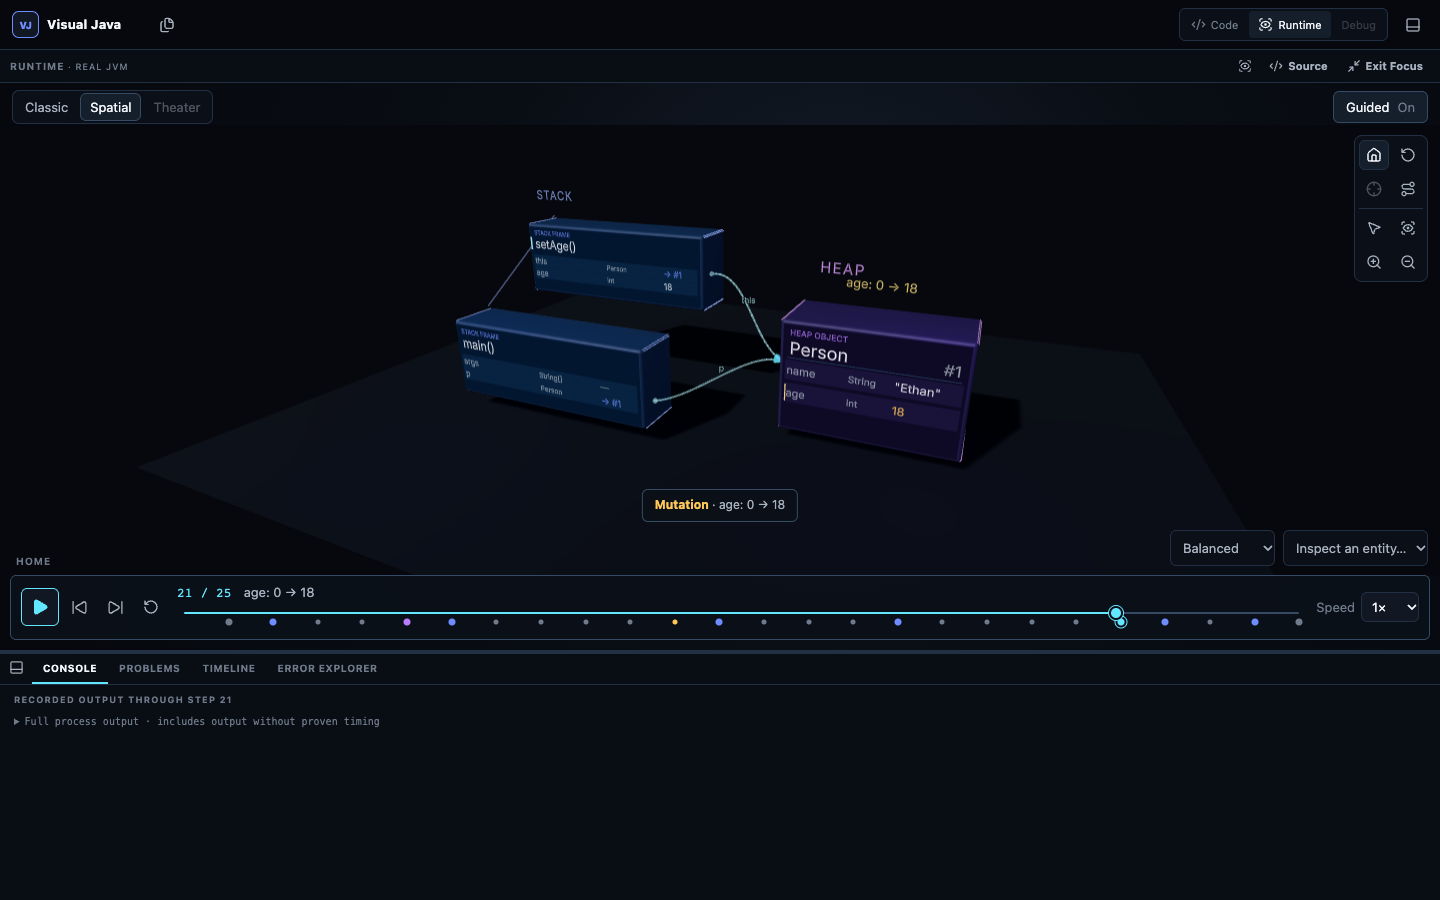 VJ Visual Java
Code Runtime Debug
RUNTIME · REAL JVM
Source Exit Focus
Classic Spatial Theater
Guided On
STACK
STACK FRAME
setAge()
this Person → #1
age int 18
this
HEAP
age: 0 → 18
STACK FRAME
main()
args String[] —
p Person → #1
p
HEAP OBJECT
Person #1
name String "Ethan"
age int 18
Mutation · age: 0 → 18
Balanced Inspect an entity...
HOME
21 / 25 age: 0 → 18
Speed 1×
CONSOLE PROBLEMS TIMELINE ERROR EXPLORER
RECORDED OUTPUT THROUGH STEP 21
Full process output · includes output without proven timing